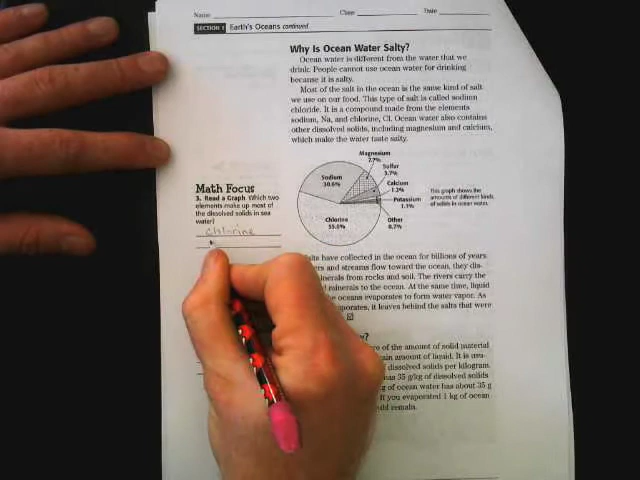 Name Class Date
SECTION 1 Earth's Oceans continued
Why Is Ocean Water Salty?
Ocean water is different from the water that we
drink. People cannot use ocean water for drinking
because it is salty.
Most of the salt in the ocean is the same kind of salt
we use on our food. This type of salt is called sodium
chloride. It is a compound made from the elements
sodium, Na, and chlorine, Cl. Ocean water also contains
other dissolved solids, including magnesium and calcium,
which make the water taste salty.
Magnesium
7.7%
Sulfur
3.7%
Sodium
30.6%
Calcium
1.2%
Potassium
1.1%
Chlorine
55.0%
Other
0.7%
This graph shows the
amounts of different kinds
of solids in ocean water.
Math Focus
3. Read a Graph Which two
elements make up most of
the dissolved solids in sea
water?
chlorine
have collected in the ocean for billions of years.
and streams flow toward the ocean, they dis-
minerals from rocks and soil. The rivers carry the
minerals to the ocean. At the same time, liquid
oceans evaporates to form water vapor. As
it leaves behind the salts that were
of the amount of solid material
amount of liquid. It is usu-
dissolved solids per kilogram
has 35 g/kg of dissolved solids
of ocean water has about 35 g
If you evaporated 1 kg of ocean
remain.